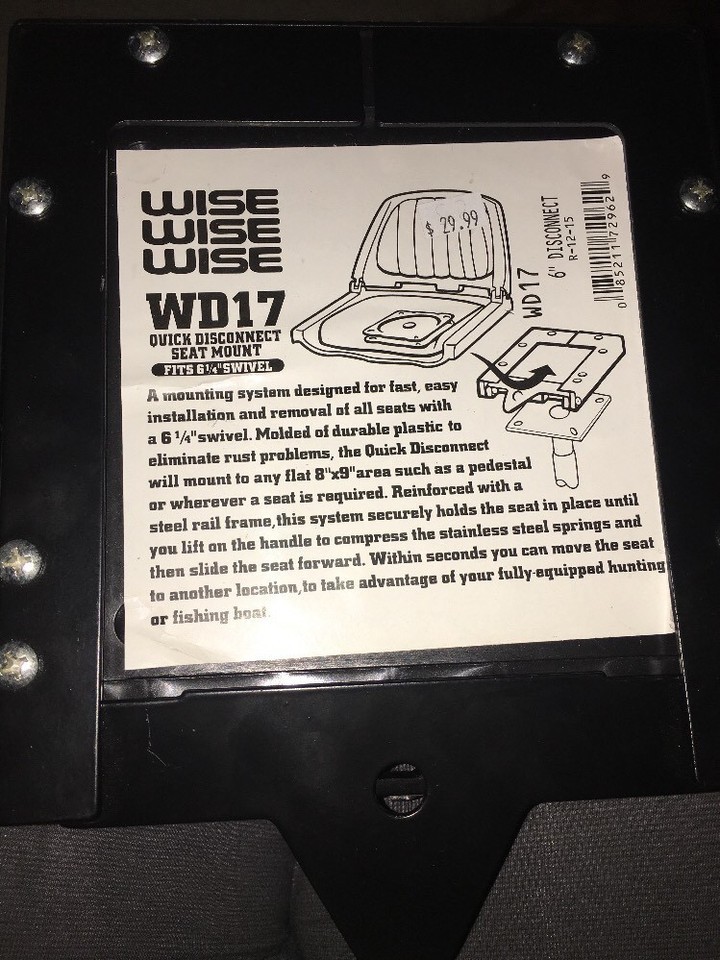 WISE
WISE
WISE
WD17
QUICK DISCONNECT
SEAT MOUNT
FITS 6 1/4" SWIVEL
$ 29.99
WD17
6" DISCONNECT
R-12-15
0 85211 72962 9
A mounting system designed for fast, easy
installation and removal of all seats with
a 6 1/4" swivel. Molded of durable plastic to
eliminate rust problems, the Quick Disconnect
will mount to any flat 8"x9" area such as a pedestal
or wherever a seat is required. Reinforced with a
steel rail frame, this system securely holds the seat in place until
you lift on the handle to compress the stainless steel springs and
then slide the seat forward. Within seconds you can move the seat
to another location, to take advantage of your fully-equipped hunting
or fishing boat.